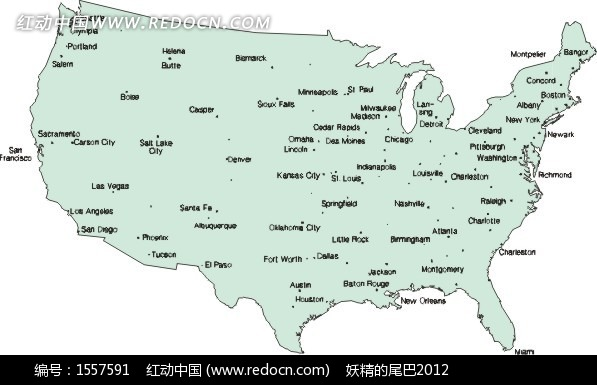 红动中国WWW.REDOCN.COM
Olympia
Portland
Salem
Helena
Butte
Bismarck
Montpelier
Bangor
Boise
Casper
Sioux Falls
Minneapolis
St Paul
Milwaukee
Madison
Lan-
sing
Detroit
Concord
Boston
Albany
New York
Newark
Sacramento
San
Francisco
Carson City
Salt Lake
City
Denver
Omaha
Lincoln
Cedar Rapids
Des Moines
Chicago
Cleveland
Pittsburgh
Washington
Richmond
Indianapolis
Kansas City
St. Louis
Louisville
Charleston
Las Vegas
Los Angeles
San Diego
Santa Fe
Albuquerque
Phoenix
Tucson
El Paso
Oklahoma City
Springfield
Nashville
Raleigh
Charlotte
Little Rock
Birmingham
Atlanta
Charleston
Fort Worth
Dallas
Jackson
Montgomery
Austin
Houston
Baton Rouge
New Orleans
Miami
编号：1557591 红动中国 (www.redocn.com) 妖精的尾巴2012